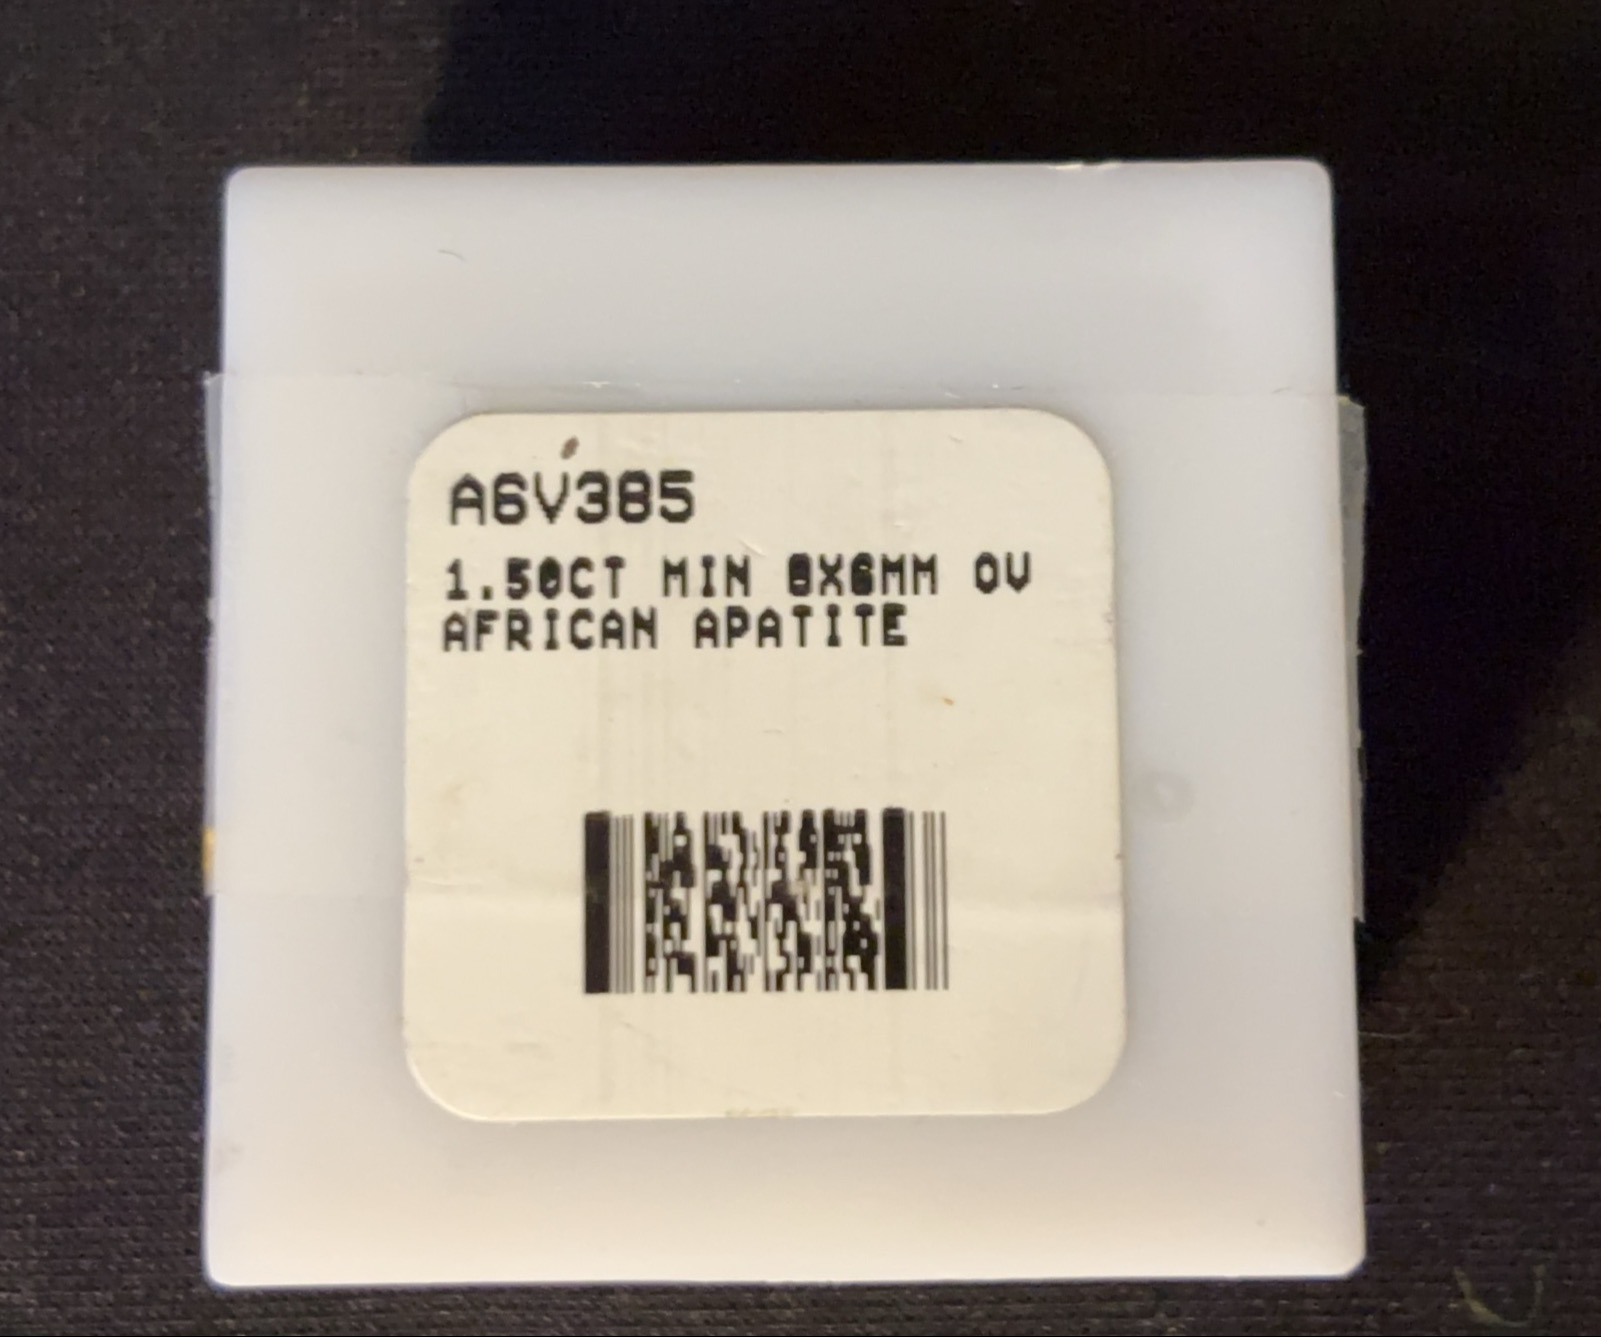 A6V385
1.50CT MIN 8X6MM OV
AFRICAN APATITE